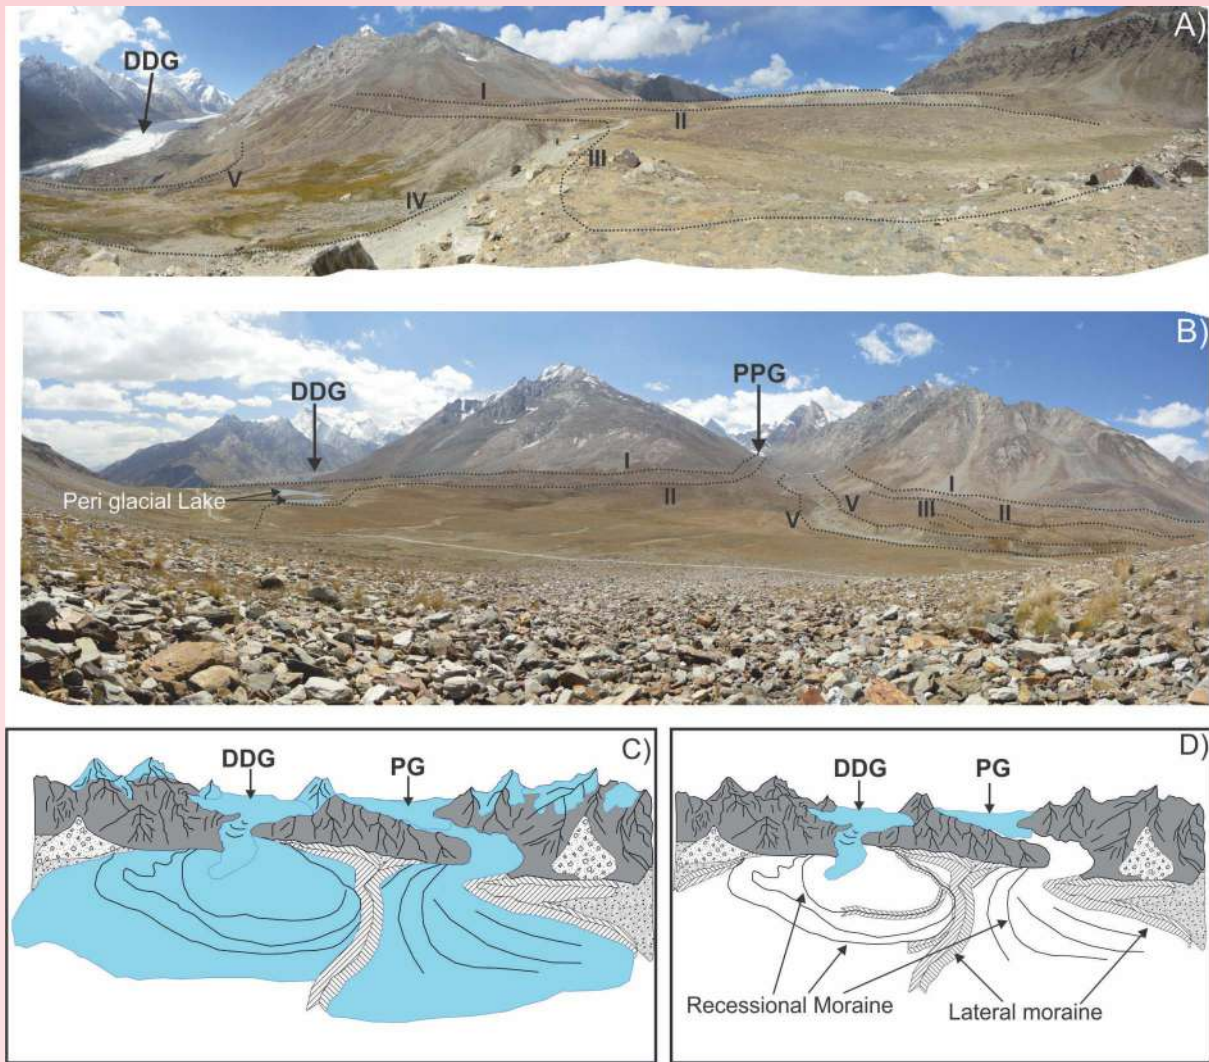 A)
DDG
I
II
III
V
IV
B)
DDG
PPG
I
I
Peri glacial Lake
II
V
V
III
II
C)
DDG
PG
D)
DDG
PG
Recessional Moraine
Lateral moraine